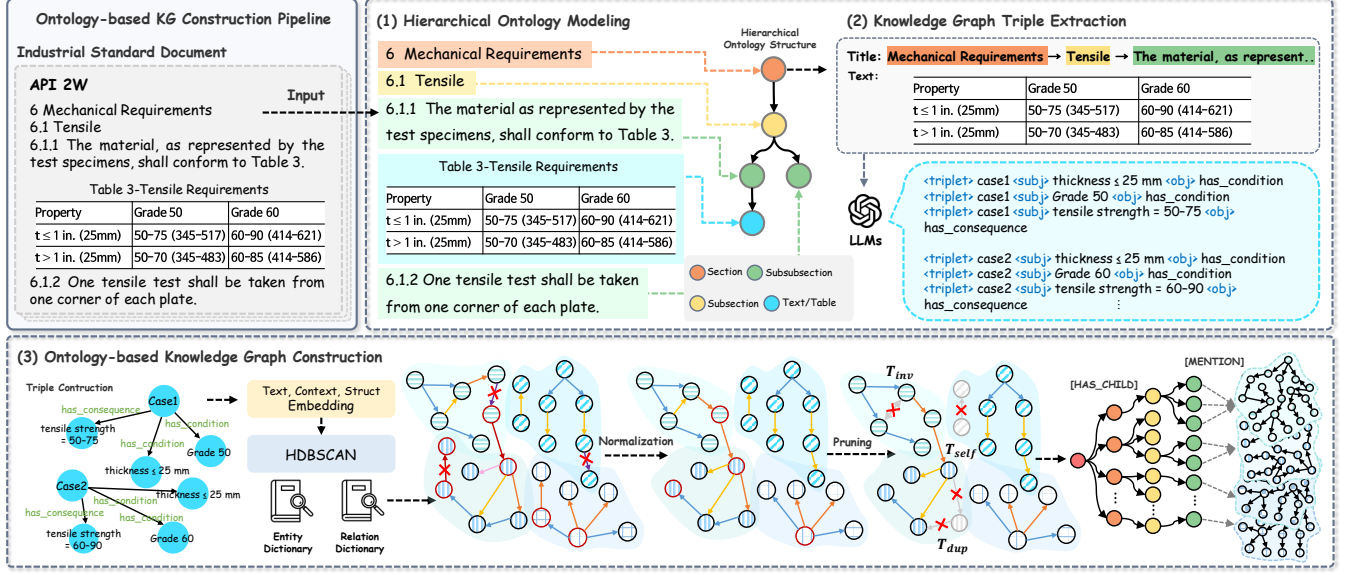 Ontology-based KG Construction Pipeline
Industrial Standard Document
API 2W
6 Mechanical Requirements
6.1 Tensile
6.1.1 The material, as represented by the
test specimens, shall conform to Table 3.
Table 3-Tensile Requirements
Property Grade 50 Grade 60
t ≤ 1 in. (25mm) 50-75 (345-517) 60-90 (414-621)
t > 1 in. (25mm) 50-70 (345-483) 60-85 (414-586)
6.1.2 One tensile test shall be taken from
one corner of each plate.
Input
(1) Hierarchical Ontology Modeling
6 Mechanical Requirements
6.1 Tensile
6.1.1 The material as represented by the
test specimens, shall conform to Table 3.
Table 3-Tensile Requirements
Property Grade 50 Grade 60
t ≤ 1 in. (25mm) 50-75 (345-517) 60-90 (414-621)
t > 1 in. (25mm) 50-70 (345-483) 60-85 (414-586)
6.1.2 One tensile test shall be taken
from one corner of each plate.
Hierarchical
Ontology Structure
Section Subsubsection
Subsection Text/Table
(2) Knowledge Graph Triple Extraction
Title: Mechanical Requirements → Tensile → The material, as represent..
Text:
Property Grade 50 Grade 60
t ≤ 1 in. (25mm) 50-75 (345-517) 60-90 (414-621)
t > 1 in. (25mm) 50-70 (345-483) 60-85 (414-586)
LLMs
<triplet> case1 <subj> thickness ≤ 25 mm <obj> has_condition
<triplet> case1 <subj> Grade 50 <obj> has_condition
<triplet> case1 <subj> tensile strength = 50-75 <obj>
has_consequence
<triplet> case2 <subj> thickness ≤ 25 mm <obj> has_condition
<triplet> case2 <subj> Grade 60 <obj> has_condition
<triplet> case2 <subj> tensile strength = 60-90 <obj>
has_consequence
⋮
(3) Ontology-based Knowledge Graph Construction
Triple Contruction
Case1
has_consequence
has_condition
tensile strength
= 50-75
has_condition
Grade 50
thickness ≤ 25 mm
Case2
thickness ≤ 25 mm
has_condition
has_consequence
has_condition
tensile strength
= 60-90
Grade 60
Text, Context, Struct
Embedding
HDBSCAN
Entity
Dictionary
Relation
Dictionary
Normalization
Pruning
T_inv
T_self
T_dup
[HAS_CHILD]
[MENTION]